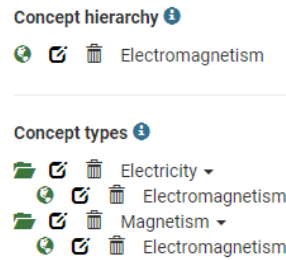 Concept hierarchy
Electromagnetism
Concept types
Electricity
Electromagnetism
Magnetism
Electromagnetism